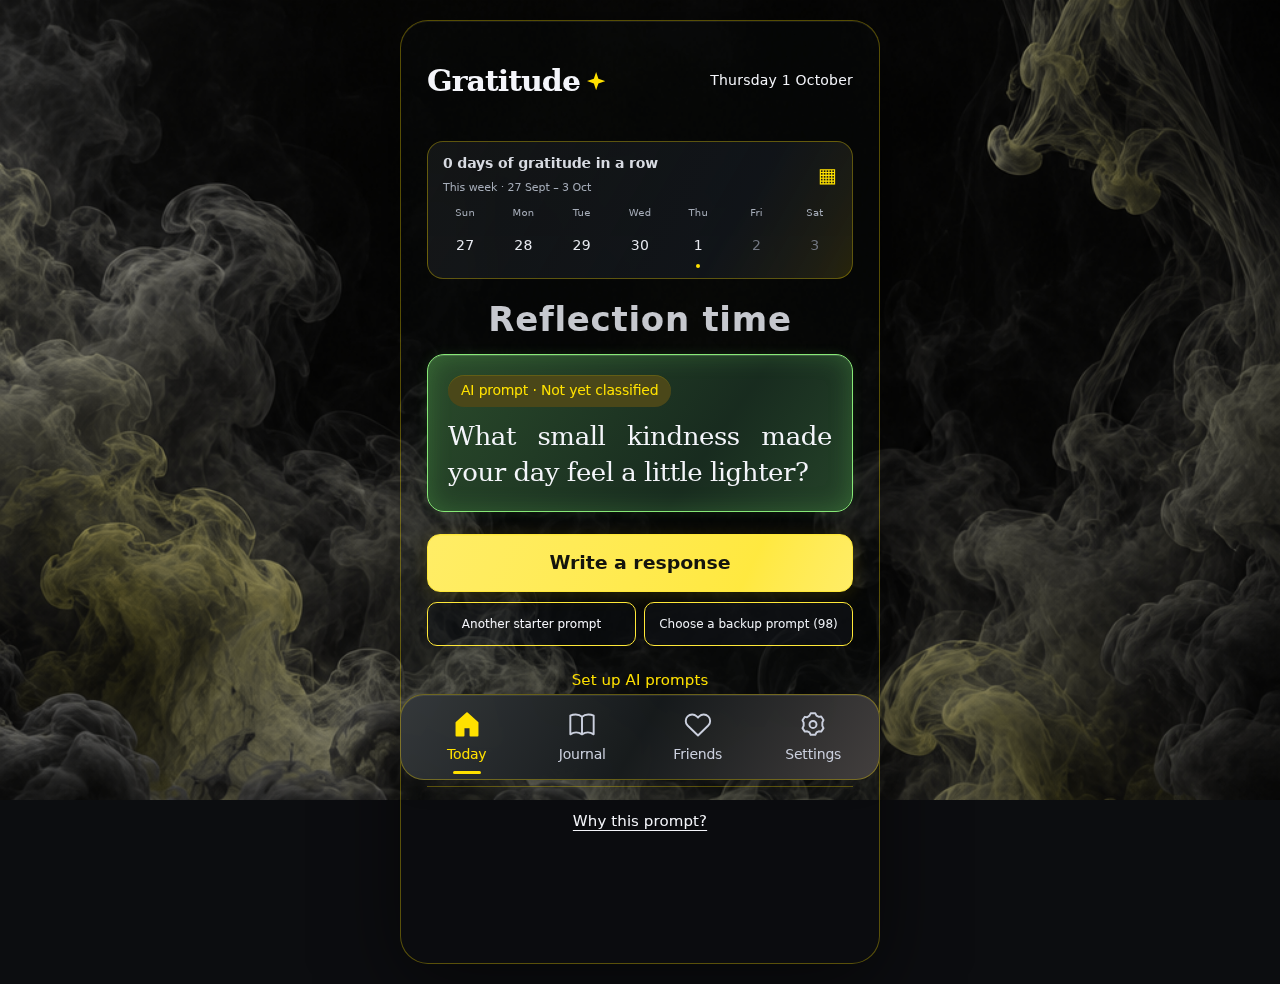 Gratitude
Thursday 1 October
0 days of gratitude in a row
This week · 27 Sept – 3 Oct
Sun Mon Tue Wed Thu Fri Sat
27 28 29 30 1 2 3
Reflection time
AI prompt · Not yet classified
What small kindness made
your day feel a little lighter?
Write a response
Another starter prompt
Choose a backup prompt (98)
Set up AI prompts
Today Journal Friends Settings
Why this prompt?